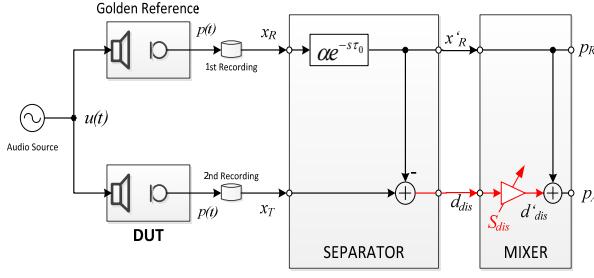 Golden Reference
p(t)
1st Recording
x_R
αe^{-sτ_0}
x'_R
p_R
Audio Source
u(t)
2nd Recording
p(t)
x_T
-
d_dis
S_dis
d'_dis
DUT
SEPARATOR
MIXER